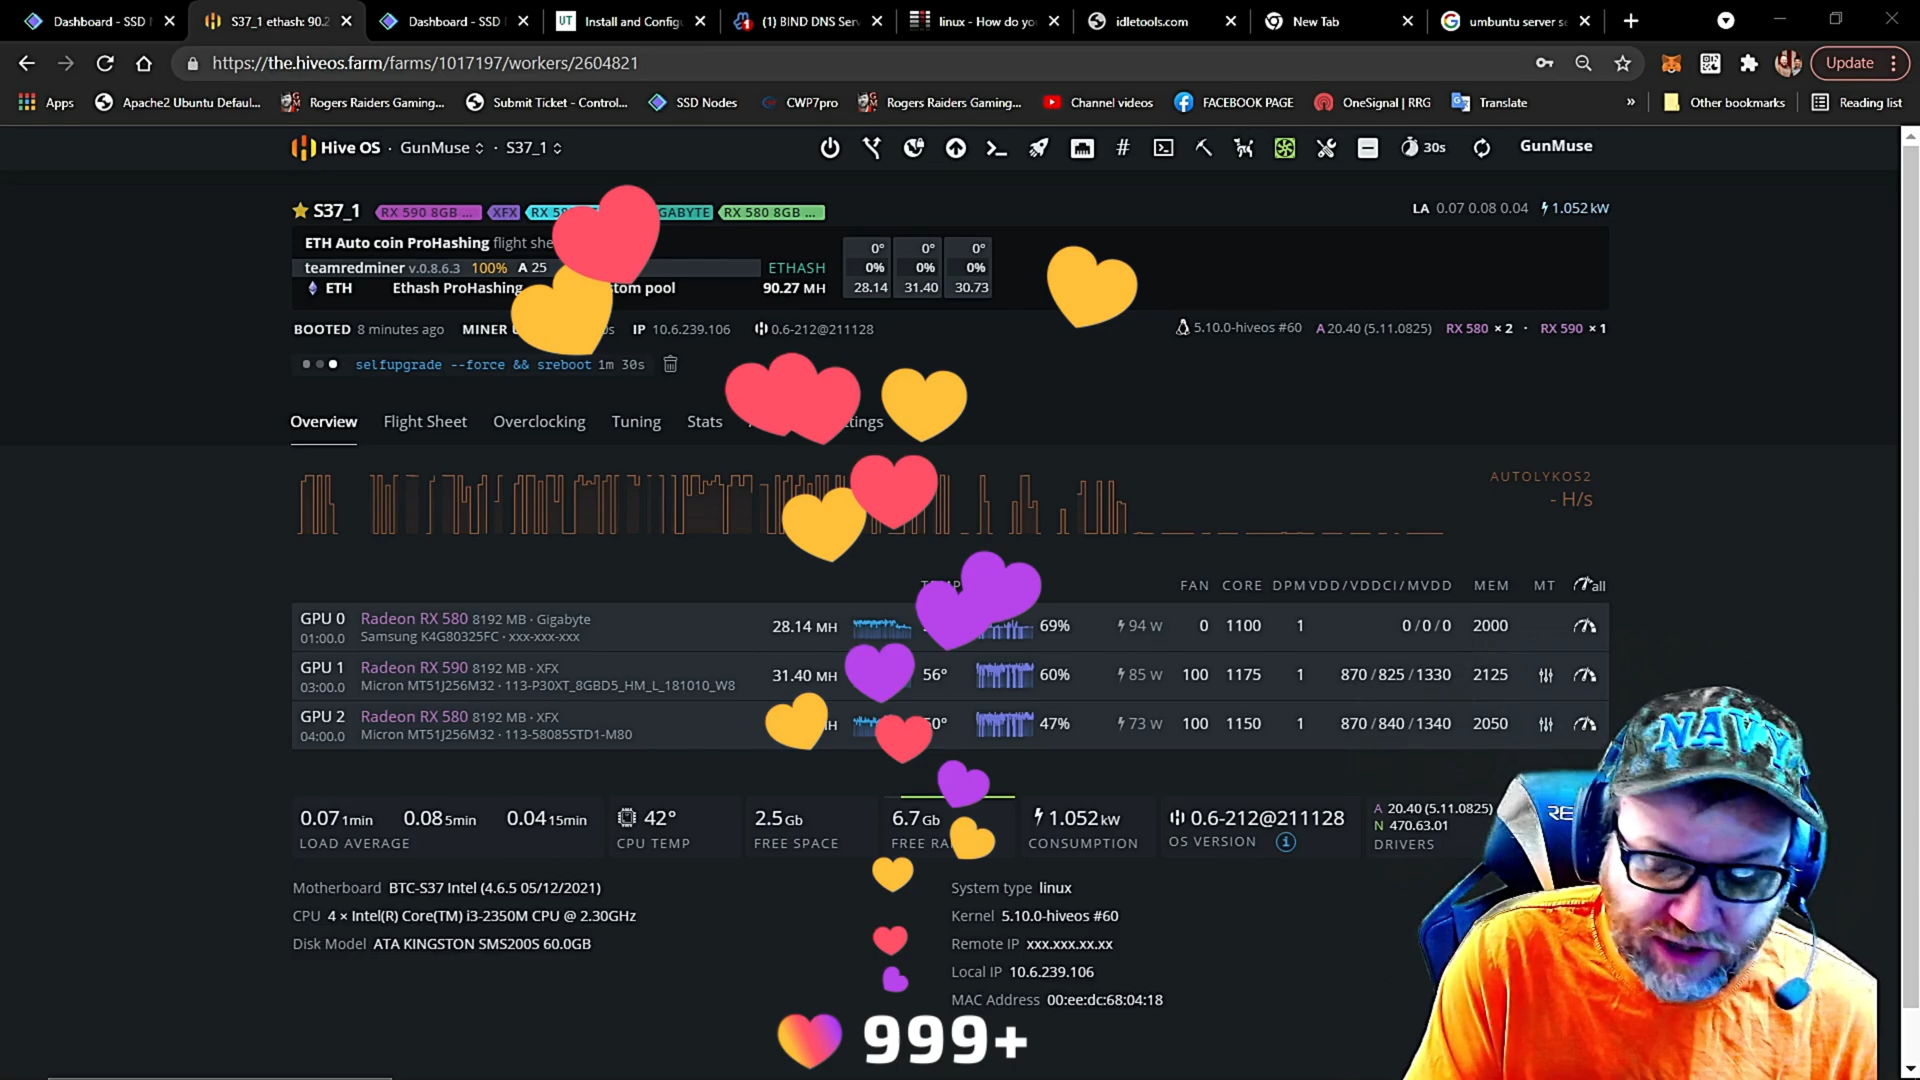 Dashboard - SSD
S37_1 ethash: 90.2
Dashboard - SSD
Install and Configu
(1) BIND DNS Serv
linux - How do yo
idletools.com
New Tab
umbuntu server se
https://the.hiveos.farm/farms/1017197/workers/2604821
Update
Apps
Apache2 Ubuntu Defaul...
Rogers Raiders Gaming...
Submit Ticket - Control...
SSD Nodes
CWP7pro
Rogers Raiders Gaming...
Channel videos
FACEBOOK PAGE
OneSignal | RRG
Translate
»
Other bookmarks
Reading list
Hive OS · GunMuse · S37_1
30s
GunMuse
S37_1 RX 590 8GB ... XFX RX 58 GABYTE RX 580 8GB ...
LA 0.07 0.08 0.04 1.052 kW
ETH Auto coin ProHashing flight she
0° 0° 0°
teamredminer v.0.8.6.3 100% A 25 ETHASH
0% 0% 0%
ETH Ethash ProHashing tom pool 90.27 MH
28.14 31.40 30.73
BOOTED 8 minutes ago MINER IP 10.6.239.106 0.6-212@211128
5.10.0-hiveos #60 A 20.40 (5.11.0825) RX 580 × 2 · RX 590 × 1
selfupgrade --force && sreboot 1m 30s
Overview Flight Sheet Overclocking Tuning Stats tings
AUTOLYKOS2
- H/s
FAN CORE DPM VDD/VDDCI/MVDD MEM MT all
GPU 0 Radeon RX 580 8192 MB · Gigabyte
01:00.0 Samsung K4G80325FC · xxx-xxx-xxx
28.14 MH 69% 94 W 0 1100 1 0/0/0 2000
GPU 1 Radeon RX 590 8192 MB · XFX
03:00.0 Micron MT51J256M32 · 113-P30XT_8GBD5_HM_L_181010_W8
31.40 MH 56° 60% 85 W 100 1175 1 870/825/1330 2125
GPU 2 Radeon RX 580 8192 MB · XFX
04:00.0 Micron MT51J256M32 · 113-58085STD1-M80
47% 73 W 100 1150 1 870/840/1340 2050
NAVY
0.07 1min 0.08 5min 0.04 15min
LOAD AVERAGE
42°
CPU TEMP
2.5 Gb
FREE SPACE
6.7 Gb
FREE RA
1.052 kW
CONSUMPTION
0.6-212@211128
OS VERSION
A 20.40 (5.11.0825)
N 470.63.01
DRIVERS
RE
Motherboard BTC-S37 Intel (4.6.5 05/12/2021)
CPU 4 × Intel(R) Core(TM) i3-2350M CPU @ 2.30GHz
Disk Model ATA KINGSTON SMS200S 60.0GB
System type linux
Kernel 5.10.0-hiveos #60
Remote IP xxx.xxx.xx.xx
Local IP 10.6.239.106
MAC Address 00:ee:dc:68:04:18
999+